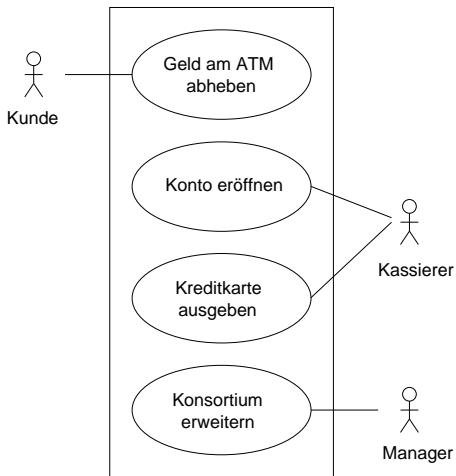 Geld am ATM
abheben
Kunde
Konto eröffnen
Kassierer
Kreditkarte
ausgeben
Konsortium
erweitern
Manager